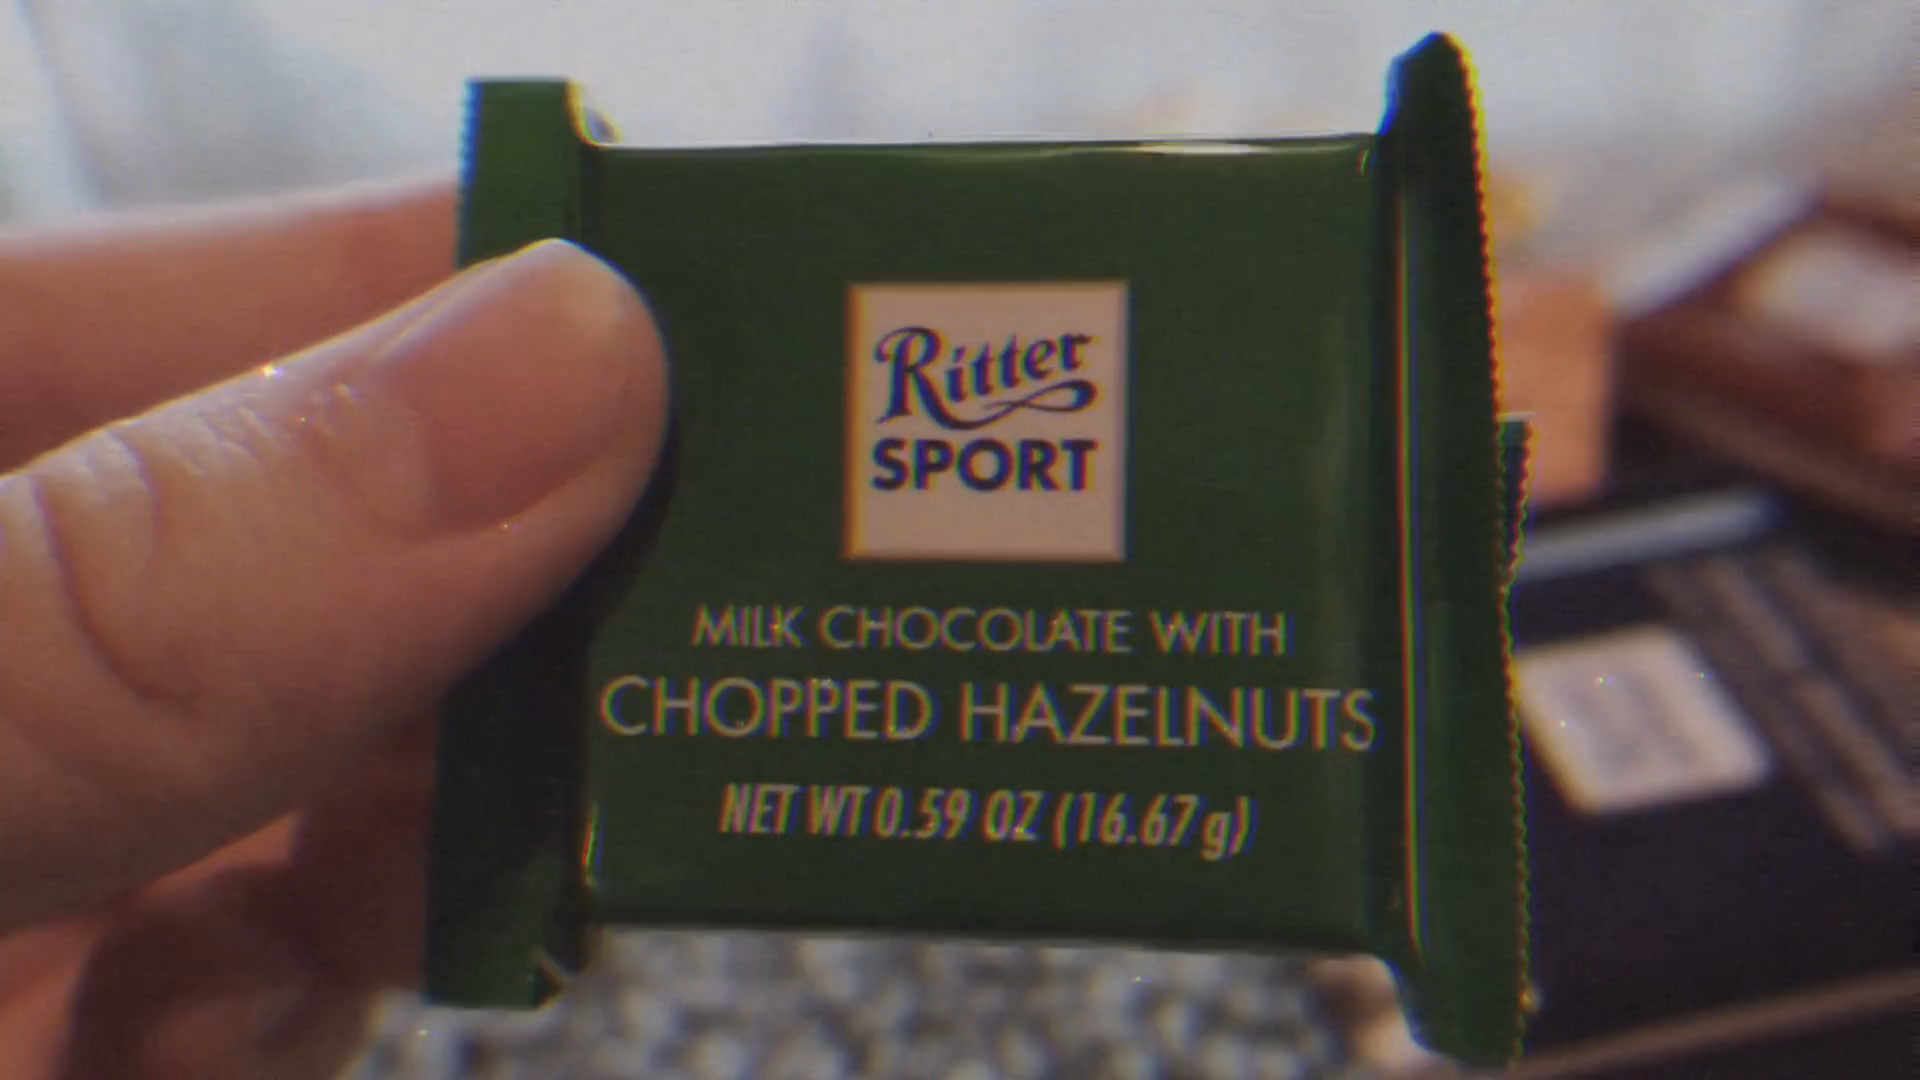 Ritter
SPORT
MILK CHOCOLATE WITH
CHOPPED HAZELNUTS
NET WT 0.59 OZ (16.67 g)